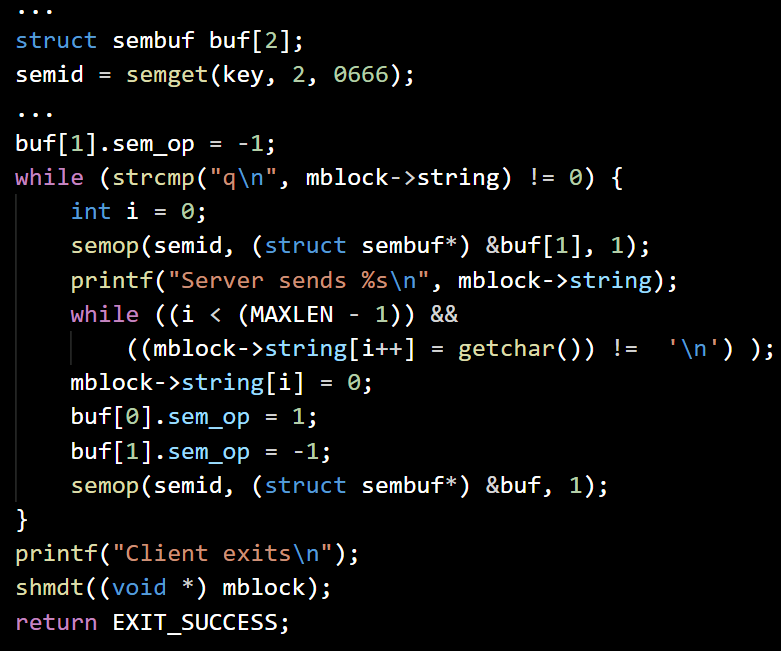 ...
struct sembuf buf[2];
semid = semget(key, 2, 0666);
...
buf[1].sem_op = -1;
while (strcmp("q\n", mblock->string) != 0) {
    int i = 0;
    semop(semid, (struct sembuf*) &buf[1], 1);
    printf("Server sends %s\n", mblock->string);
    while ((i < (MAXLEN - 1)) &&
        ((mblock->string[i++] = getchar()) !=  '\n') );
    mblock->string[i] = 0;
    buf[0].sem_op = 1;
    buf[1].sem_op = -1;
    semop(semid, (struct sembuf*) &buf, 1);
}
printf("Client exits\n");
shmdt((void *) mblock);
return EXIT_SUCCESS;